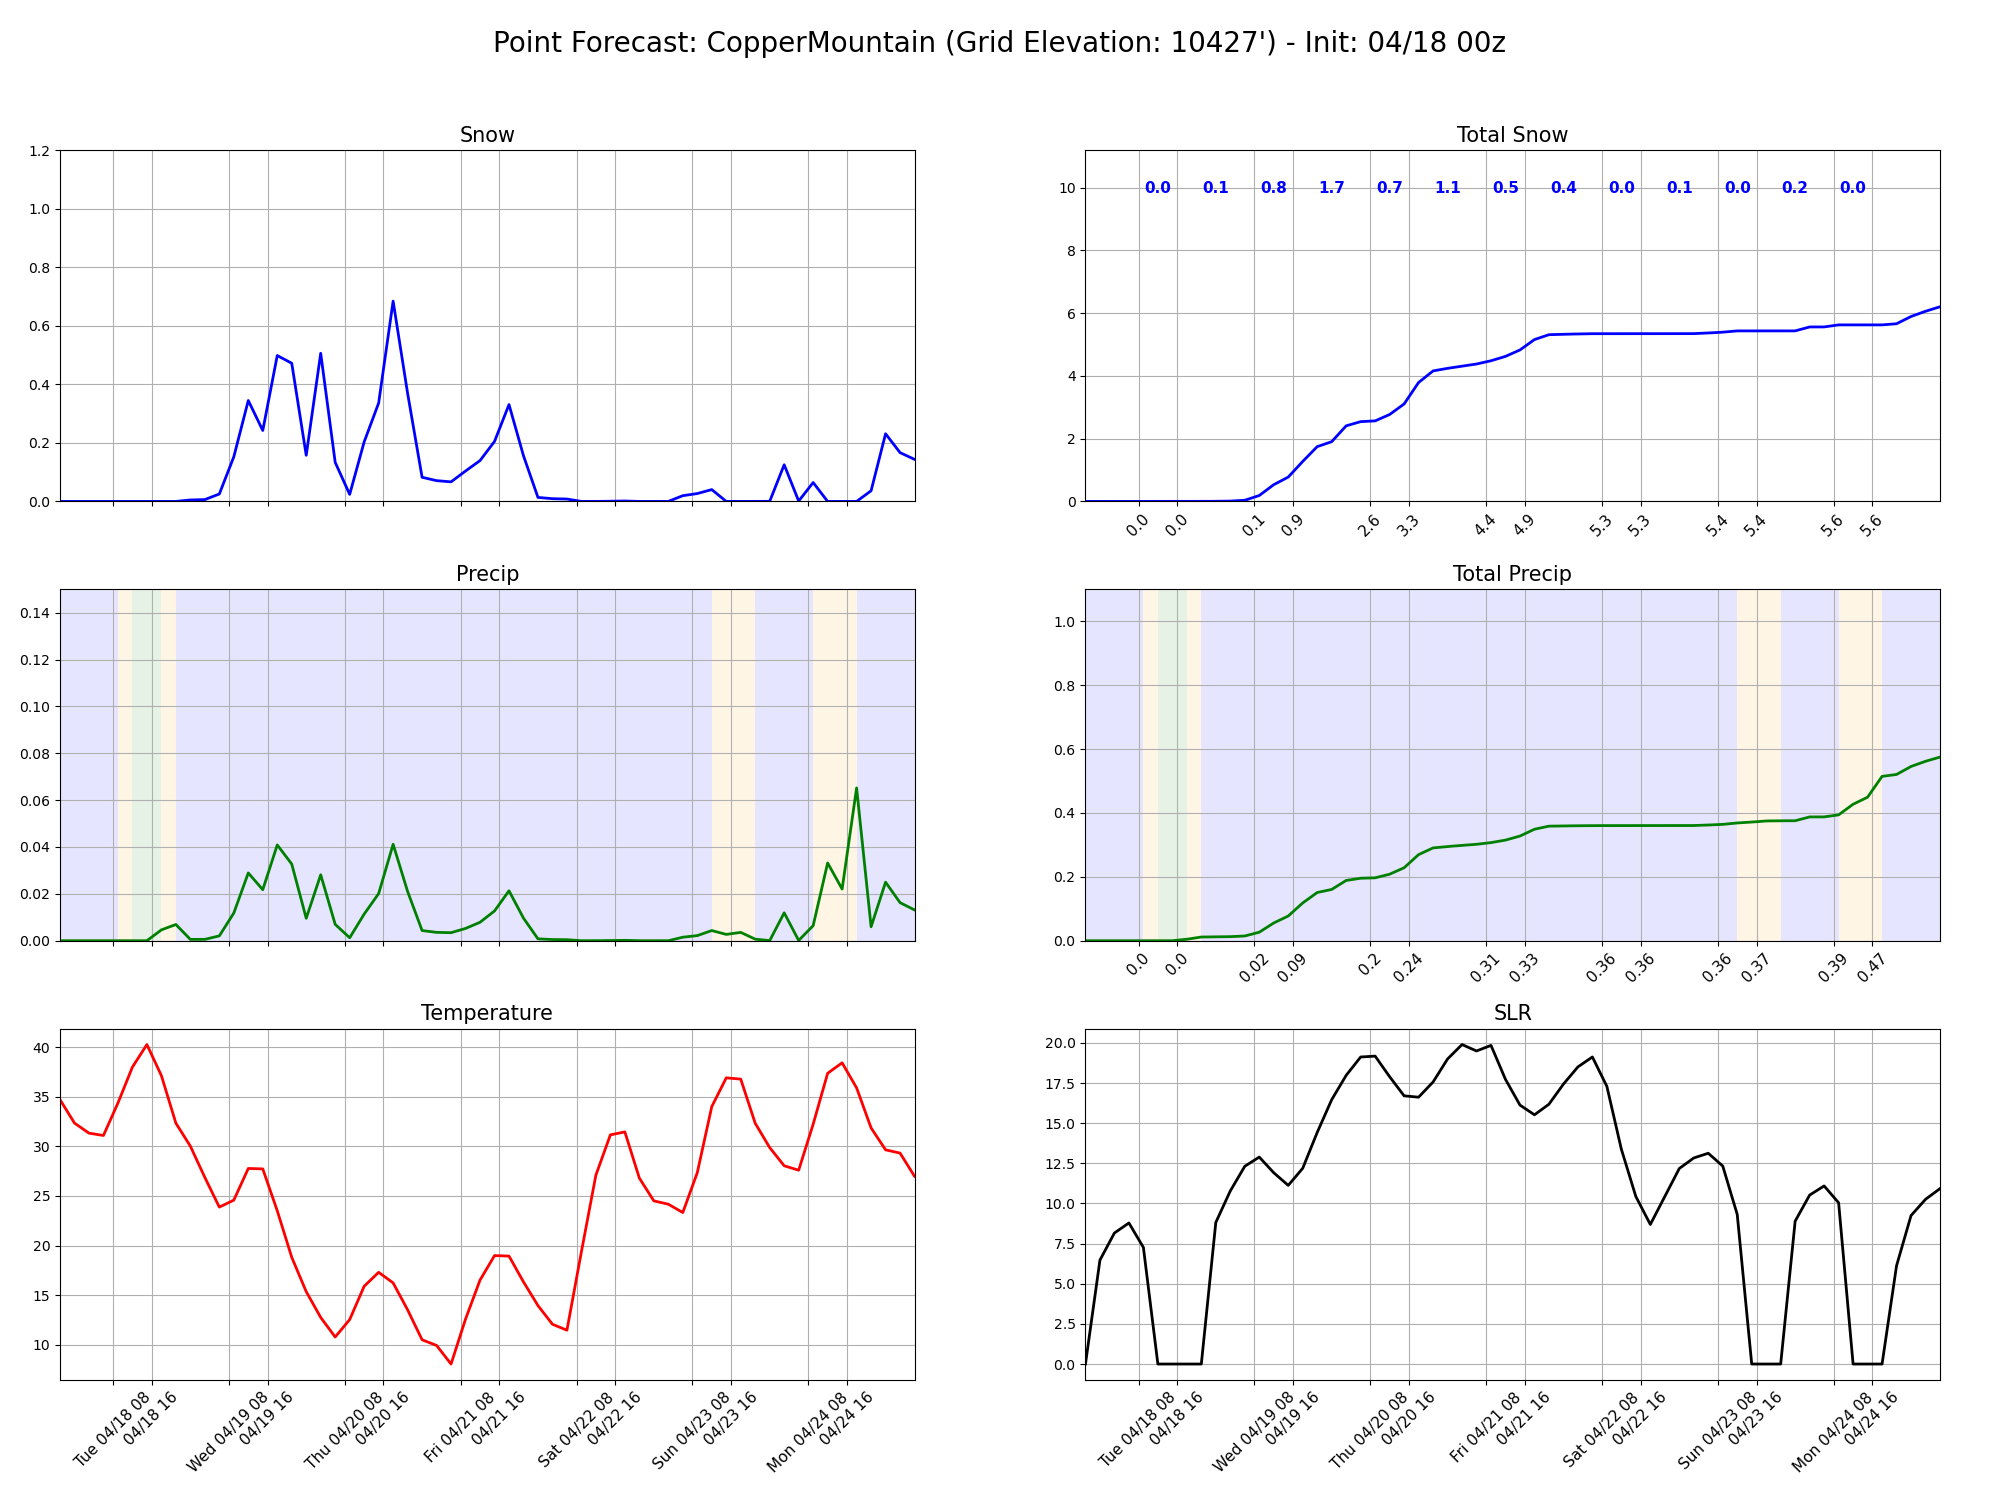 Point Forecast: CopperMountain (Grid Elevation: 10427') - Init: 04/18 00z
Snow
1.2
1.0
0.8
0.6
0.4
0.2
0.0
Total Snow
0.0 0.1 0.8 1.7 0.7 1.1 0.5 0.4 0.0 0.1 0.0 0.2 0.0
10
8
6
4
2
0
0.0 0.0 0.1 0.9 2.6 3.3 4.4 4.9 5.3 5.3 5.4 5.4 5.6 5.6
Precip
0.14
0.12
0.10
0.08
0.06
0.04
0.02
0.00
Total Precip
1.0
0.8
0.6
0.4
0.2
0.0
0.0 0.0 0.02 0.09 0.2 0.24 0.31 0.33 0.36 0.36 0.36 0.37 0.39 0.47
Temperature
40
35
30
25
20
15
10
Tue 04/18 08
04/18 16
Wed 04/19 08
04/19 16
Thu 04/20 08
04/20 16
Fri 04/21 08
04/21 16
Sat 04/22 08
04/22 16
Sun 04/23 08
04/23 16
Mon 04/24 08
04/24 16
SLR
20.0
17.5
15.0
12.5
10.0
7.5
5.0
2.5
0.0
Tue 04/18 08
04/18 16
Wed 04/19 08
04/19 16
Thu 04/20 08
04/20 16
Fri 04/21 08
04/21 16
Sat 04/22 08
04/22 16
Sun 04/23 08
04/23 16
Mon 04/24 08
04/24 16